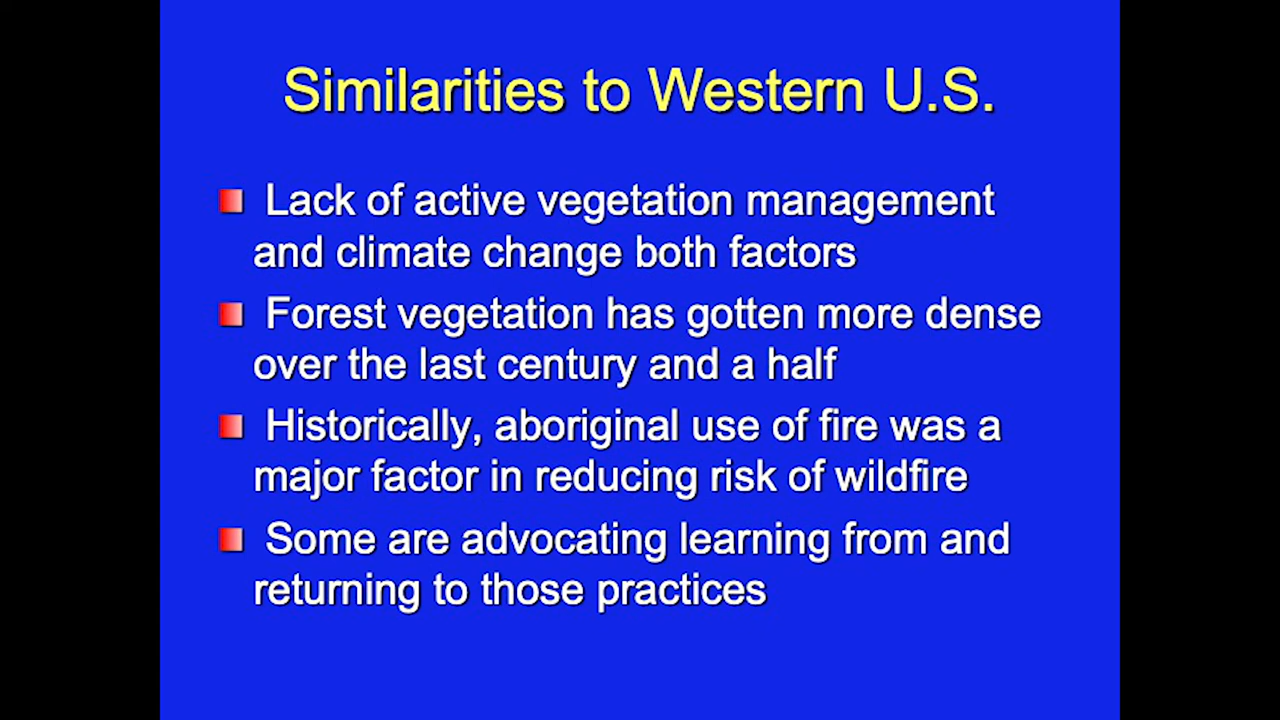 Similarities to Western U.S.
Lack of active vegetation management
and climate change both factors
Forest vegetation has gotten more dense
over the last century and a half
Historically, aboriginal use of fire was a
major factor in reducing risk of wildfire
Some are advocating learning from and
returning to those practices